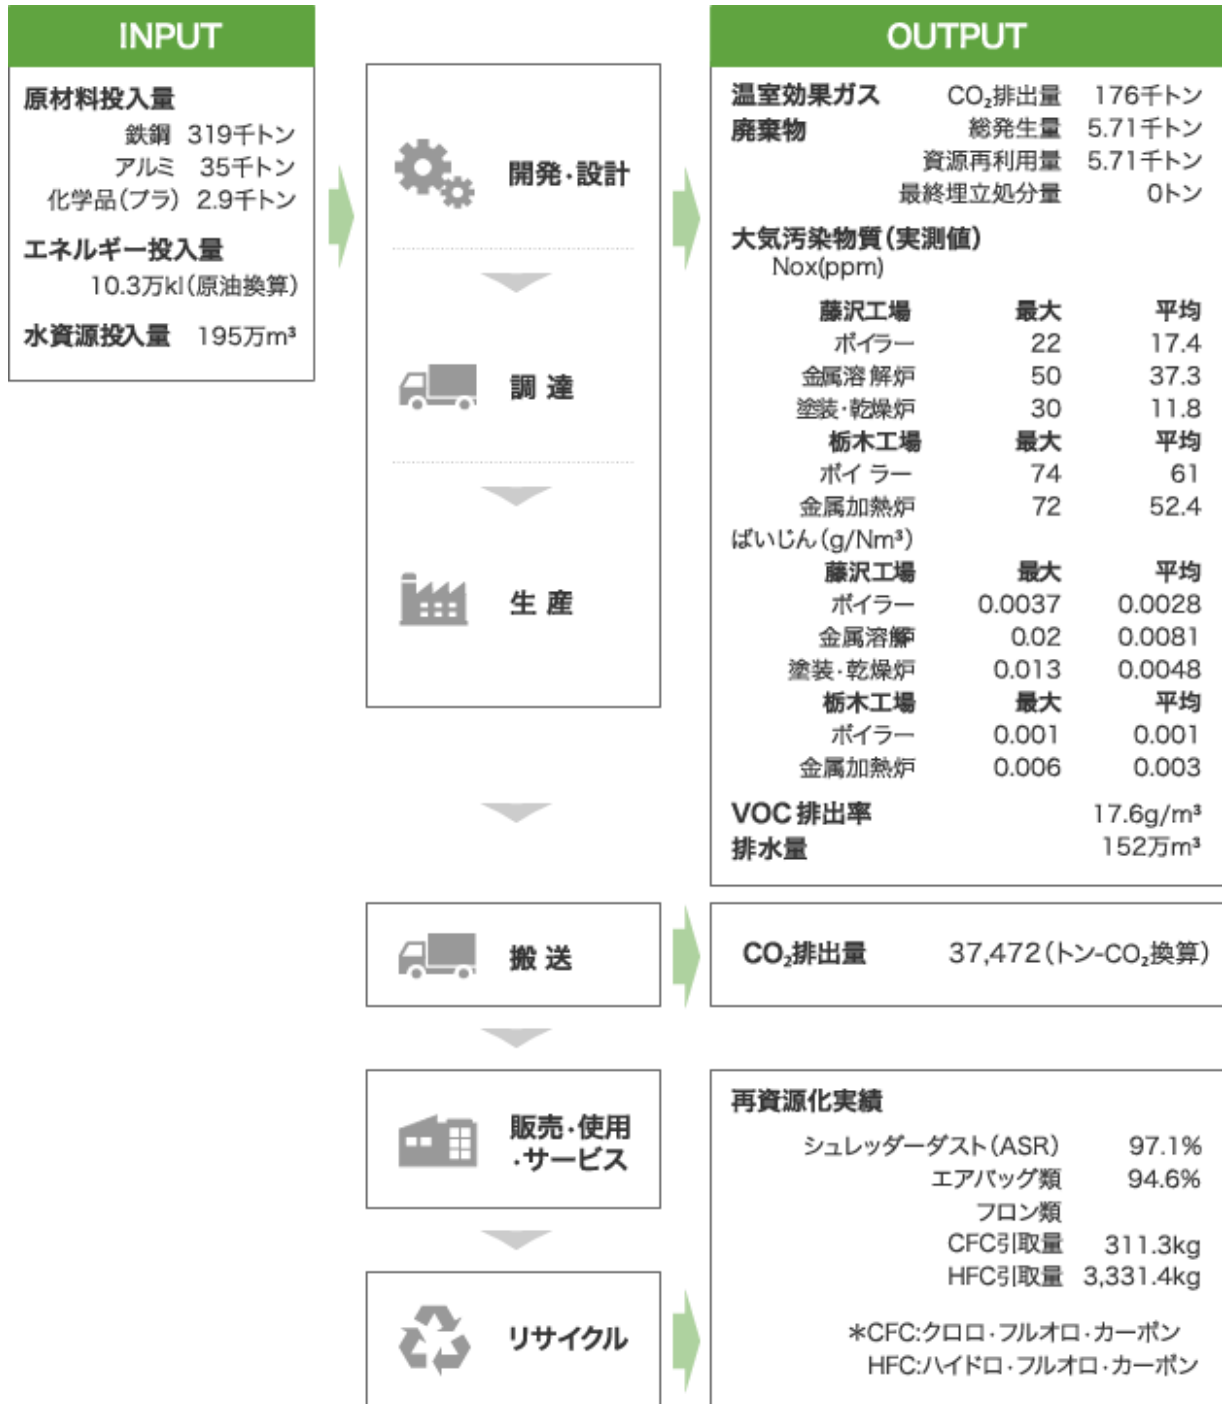 INPUT
原材料投入量
鉄鋼 319千トン
アルミ 35千トン
化学品(プラ) 2.9千トン
エネルギー投入量
10.3万kl(原油換算)
水資源投入量 195万m³
開発・設計
調 達
生 産
OUTPUT
温室効果ガス CO₂排出量 176千トン
廃棄物 総発生量 5.71千トン
資源再利用量 5.71千トン
最終埋立処分量 0トン
大気汚染物質(実測値)
Nox(ppm)
藤沢工場 最大 平均
ボイラー 22 17.4
金属溶解炉 50 37.3
塗装・乾燥炉 30 11.8
栃木工場 最大 平均
ボイラー 74 61
金属加熱炉 72 52.4
ばいじん(g/Nm³)
藤沢工場 最大 平均
ボイラー 0.0037 0.0028
金属溶解炉 0.02 0.0081
塗装・乾燥炉 0.013 0.0048
栃木工場 最大 平均
ボイラー 0.001 0.001
金属加熱炉 0.006 0.003
VOC排出率 17.6g/m³
排水量 152万m³
搬 送
CO₂排出量 37,472(トン-CO₂換算)
販売・使用
・サービス
リサイクル
再資源化実績
シュレッダーダスト(ASR) 97.1%
エアバッグ類 94.6%
フロン類
CFC引取量 311.3kg
HFC引取量 3,331.4kg
*CFC:クロロ・フルオロ・カーボン
HFC:ハイドロ・フルオロ・カーボン